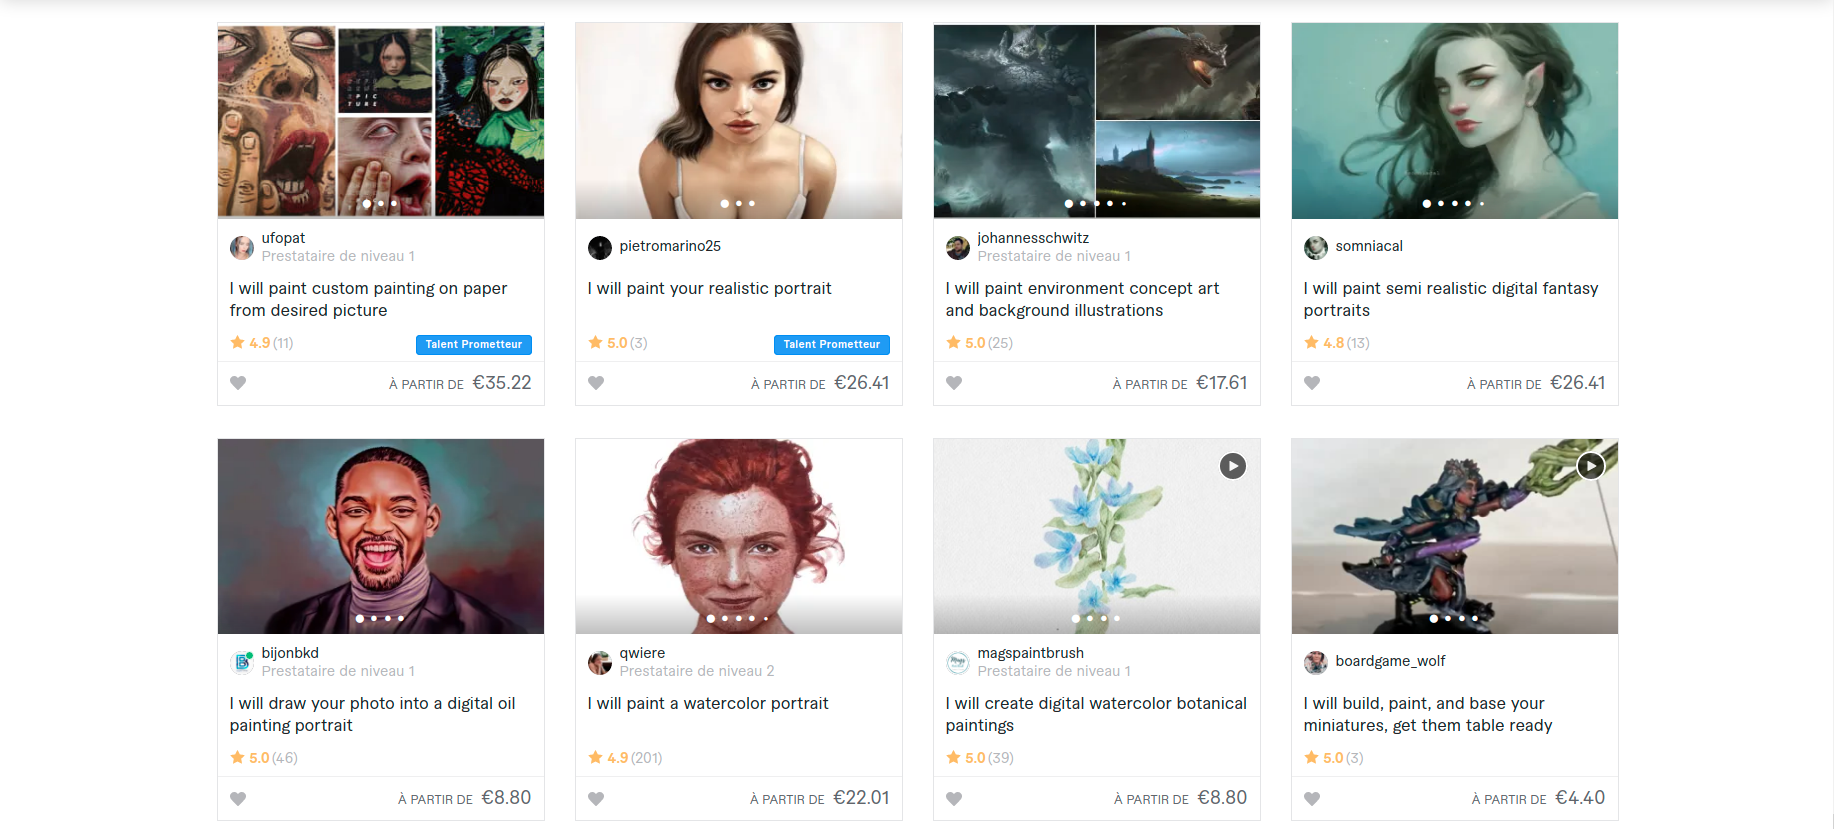 ufopat
Prestataire de niveau 1
I will paint custom painting on paper
from desired picture
4.9 (11)
Talent Prometteur
À PARTIR DE €35.22
pietromarino25
I will paint your realistic portrait
5.0 (3)
Talent Prometteur
À PARTIR DE €26.41
johannesschwitz
Prestataire de niveau 1
I will paint environment concept art
and background illustrations
5.0 (25)
À PARTIR DE €17.61
somniacal
I will paint semi realistic digital fantasy
portraits
4.8 (13)
À PARTIR DE €26.41
bijonbkd
Prestataire de niveau 1
I will draw your photo into a digital oil
painting portrait
5.0 (46)
À PARTIR DE €8.80
qwiere
Prestataire de niveau 2
I will paint a watercolor portrait
4.9 (201)
À PARTIR DE €22.01
magspaintbrush
Prestataire de niveau 1
I will create digital watercolor botanical
paintings
5.0 (39)
À PARTIR DE €8.80
boardgame_wolf
I will build, paint, and base your
miniatures, get them table ready
5.0 (3)
À PARTIR DE €4.40